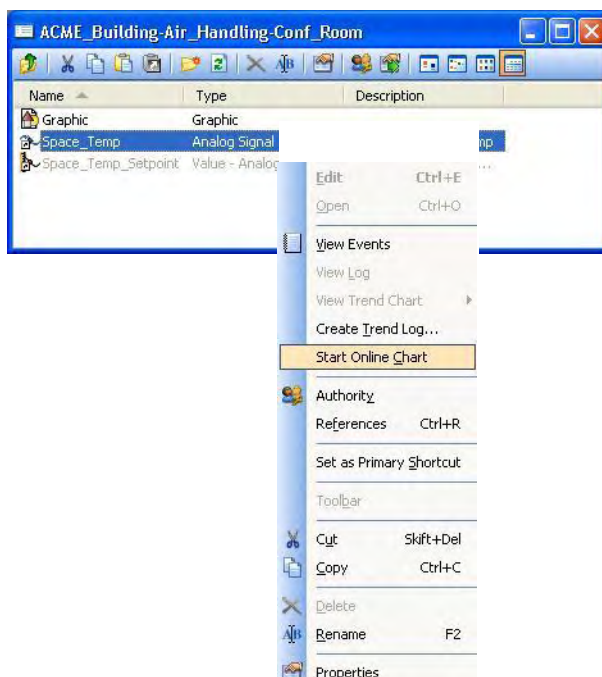 ACME_Building-Air_Handling-Conf_Room
Name Type Description
Graphic Graphic
Space_Temp Analog Signal mp
Space_Temp_Setpoint Value - Analog ...
Edit Ctrl+E
Open Ctrl+O
View Events
View Log
View Trend Chart
Create Trend Log...
Start Online Chart
Authority
References Ctrl+R
Set as Primary Shortcut
Toolbar
Cut Skift+Del
Copy Ctrl+C
Delete
Rename F2
Properties